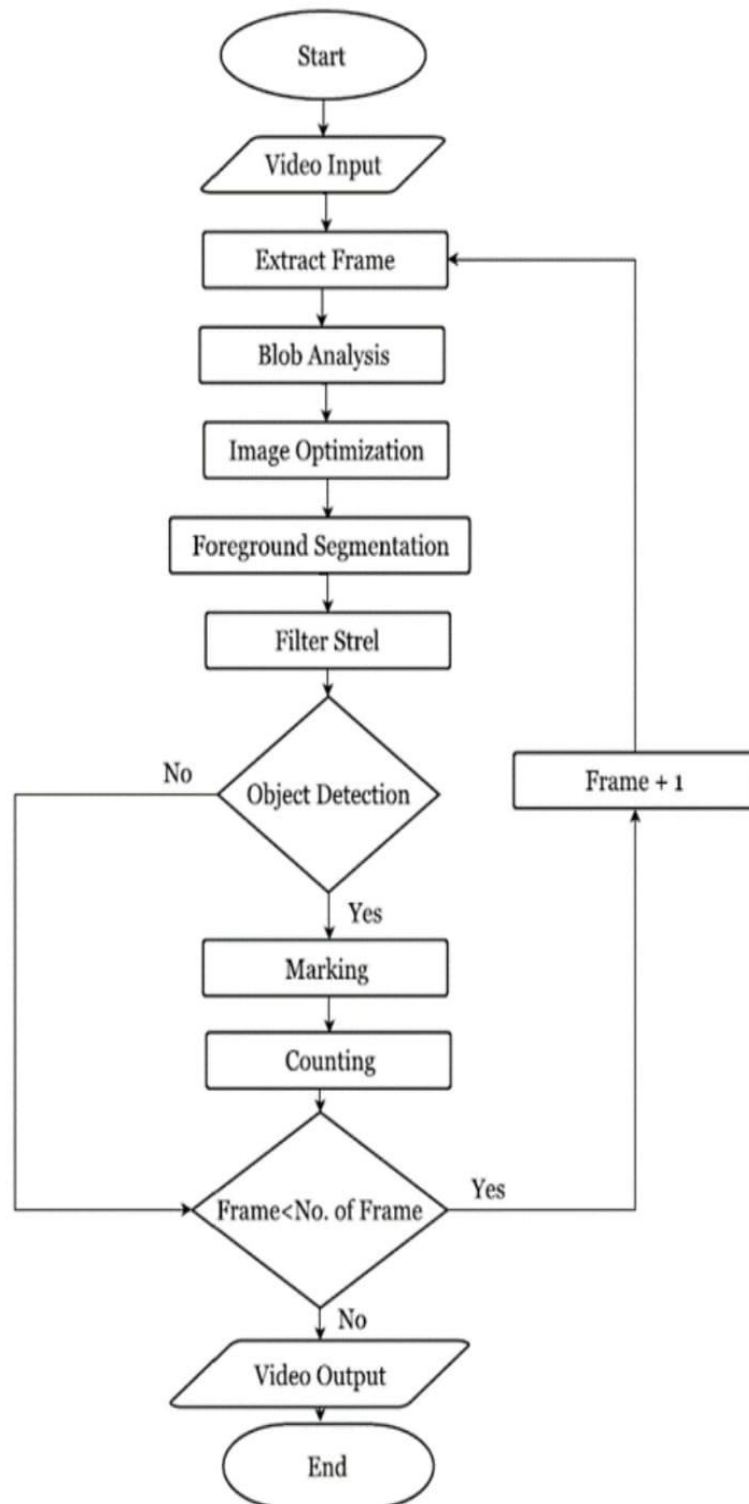 Start
Video Input
Extract Frame
Blob Analysis
Image Optimization
Foreground Segmentation
Filter Strel
No
Object Detection
Frame + 1
Yes
Marking
Counting
Frame<No. of Frame
Yes
No
Video Output
End